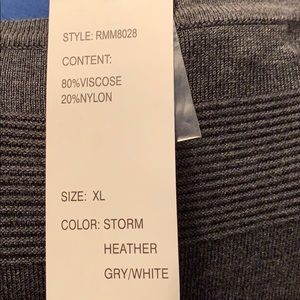 STYLE: RMM8028
CONTENT:
80%VISCOSE
20%NYLON
SIZE: XL
COLOR: STORM
HEATHER
GRY/WHITE